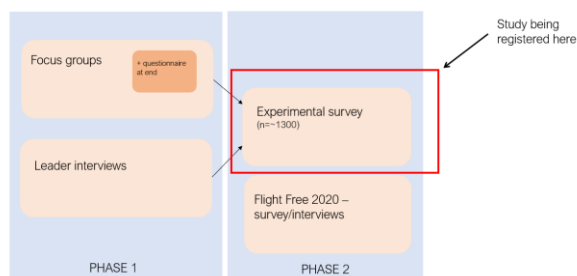 Study being
registered here
Focus groups
+ questionnaire
at end
Experimental survey
(n=~1300)
Leader interviews
Flight Free 2020 –
survey/interviews
PHASE 1
PHASE 2